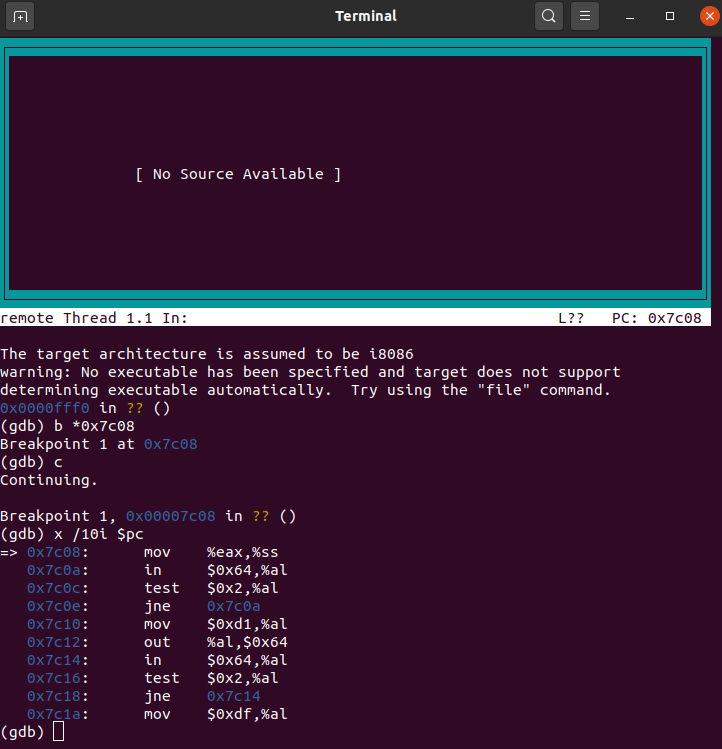 Terminal
[ No Source Available ]
remote Thread 1.1 In: L?? PC: 0x7c08
The target architecture is assumed to be i8086
warning: No executable has been specified and target does not support
determining executable automatically.  Try using the "file" command.
0x0000fff0 in ?? ()
(gdb) b *0x7c08
Breakpoint 1 at 0x7c08
(gdb) c
Continuing.
Breakpoint 1, 0x00007c08 in ?? ()
(gdb) x /10i $pc
=> 0x7c08:      mov    %eax,%ss
   0x7c0a:      in     $0x64,%al
   0x7c0c:      test   $0x2,%al
   0x7c0e:      jne    0x7c0a
   0x7c10:      mov    $0xd1,%al
   0x7c12:      out    %al,$0x64
   0x7c14:      in     $0x64,%al
   0x7c16:      test   $0x2,%al
   0x7c18:      jne    0x7c14
   0x7c1a:      mov    $0xdf,%al
(gdb)